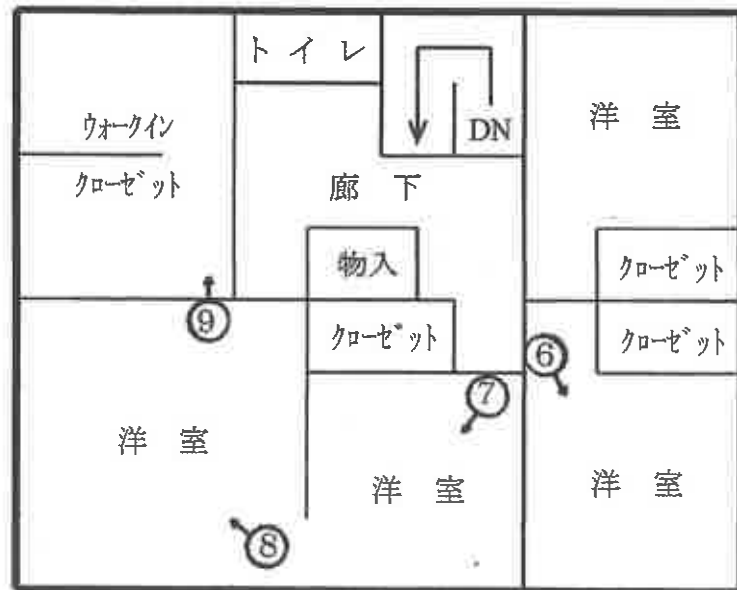 トイレ
DN
洋室
ウォークイン
クローゼット
廊下
物入
クローゼット
クローゼット
クローゼット
⑨
⑥
⑦
洋室
洋室
洋室
⑧